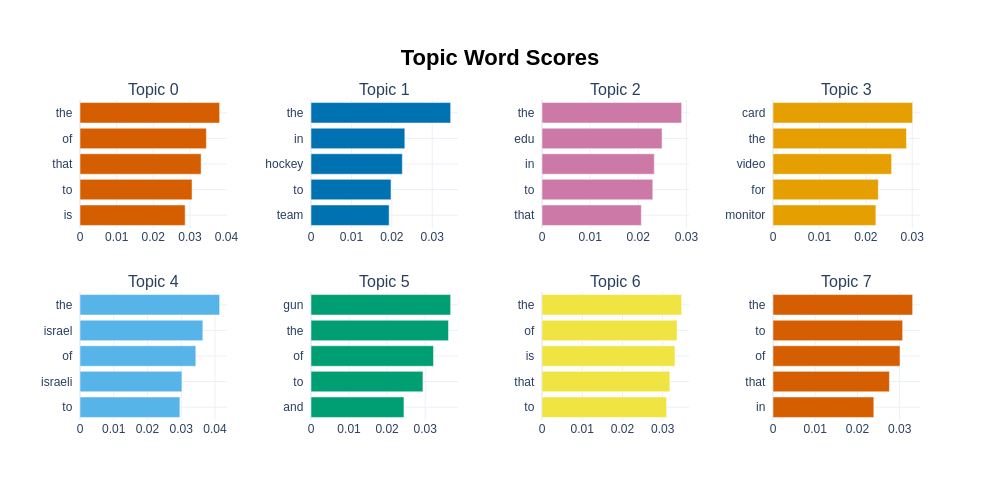 Topic Word Scores
Topic 0
the
of
that
to
is
0 0.01 0.02 0.03 0.04
Topic 1
the
in
hockey
to
team
0 0.01 0.02 0.03
Topic 2
the
edu
in
to
that
0 0.01 0.02 0.03
Topic 3
card
the
video
for
monitor
0 0.01 0.02 0.03
Topic 4
the
israel
of
israeli
to
0 0.01 0.02 0.03 0.04
Topic 5
gun
the
of
to
and
0 0.01 0.02 0.03
Topic 6
the
of
is
that
to
0 0.01 0.02 0.03
Topic 7
the
to
of
that
in
0 0.01 0.02 0.03